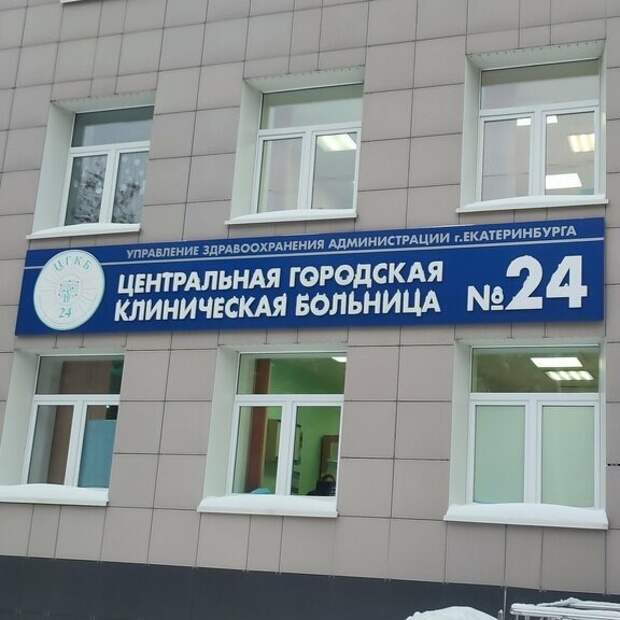 УПРАВЛЕНИЕ ЗДРАВООХРАНЕНИЯ АДМИНИСТРАЦИИ г.ЕКАТЕРИНБУРГА
ЦГКБ
24
ЦЕНТРАЛЬНАЯ ГОРОДСКАЯ
КЛИНИЧЕСКАЯ БОЛЬНИЦА
№24